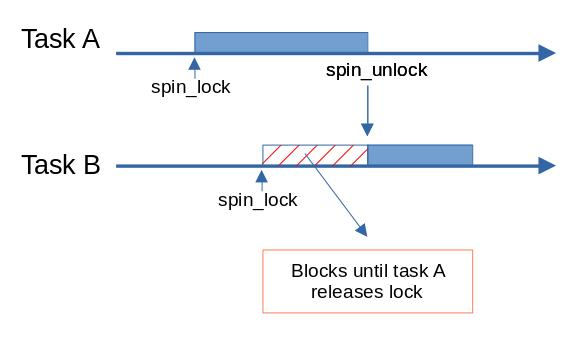 Task A
spin_lock
spin_unlock
Task B
spin_lock
Blocks until task A
releases lock